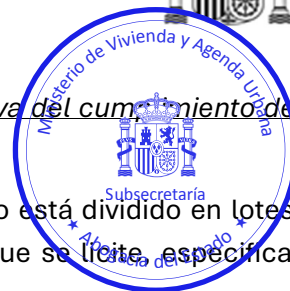 Ministerio de Vivienda y Agenda Urbana
va del cumplimiento de
Subsecretaría
o está dividido en lotes
Abogacía del Estado
ue se licite, especifica